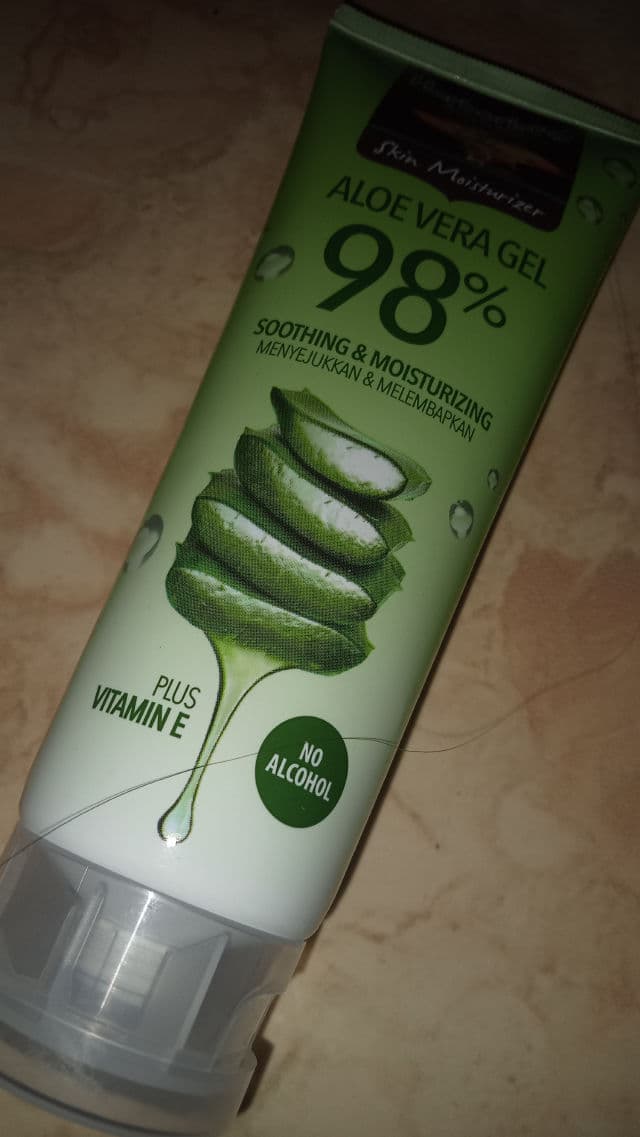 Skin Moisturizer
ALOE VERA GEL
98%
SOOTHING & MOISTURIZING
MENYEJUKKAN & MELEMBAPKAN
PLUS
VITAMIN E
NO
ALCOHOL